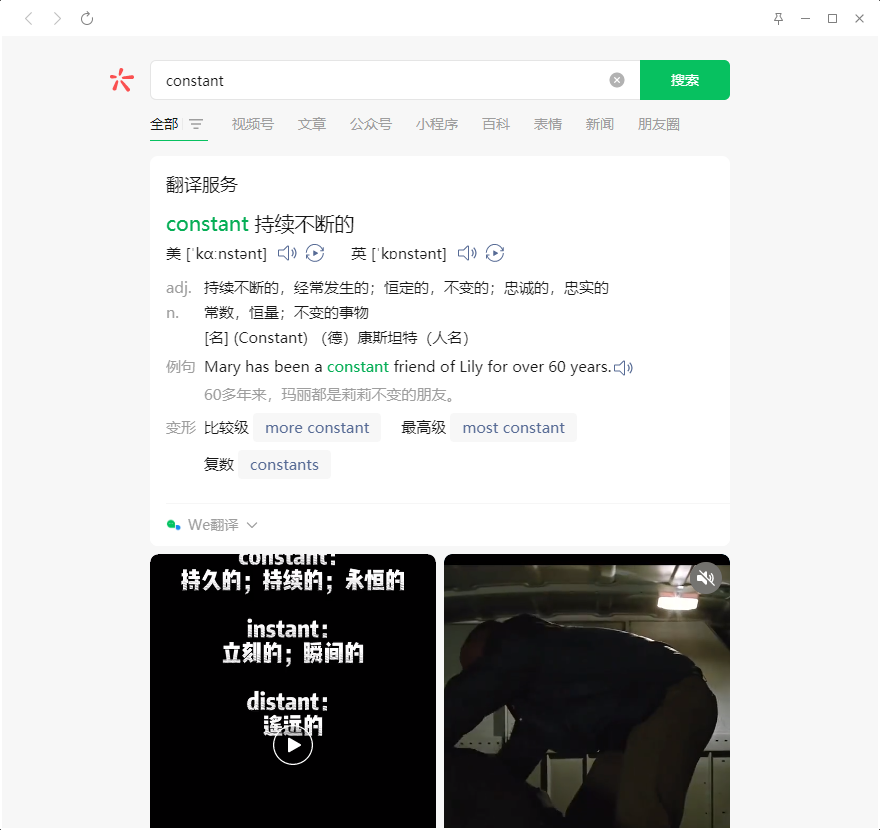 constant
搜索
全部 视频号 文章 公众号 小程序 百科 表情 新闻 朋友圈
翻译服务
constant 持续不断的
美 [ˈkɑːnstənt] 英 [ˈkɒnstənt]
adj. 持续不断的，经常发生的；恒定的，不变的；忠诚的，忠实的
n. 常数，恒量；不变的事物
[名] (Constant) （德）康斯坦特（人名）
例句 Mary has been a constant friend of Lily for over 60 years.
60多年来，玛丽都是莉莉不变的朋友。
变形 比较级 more constant 最高级 most constant
复数 constants
We翻译
constant：
持久的；持续的；永恒的
instant：
立刻的；瞬间的
distant：
遥远的